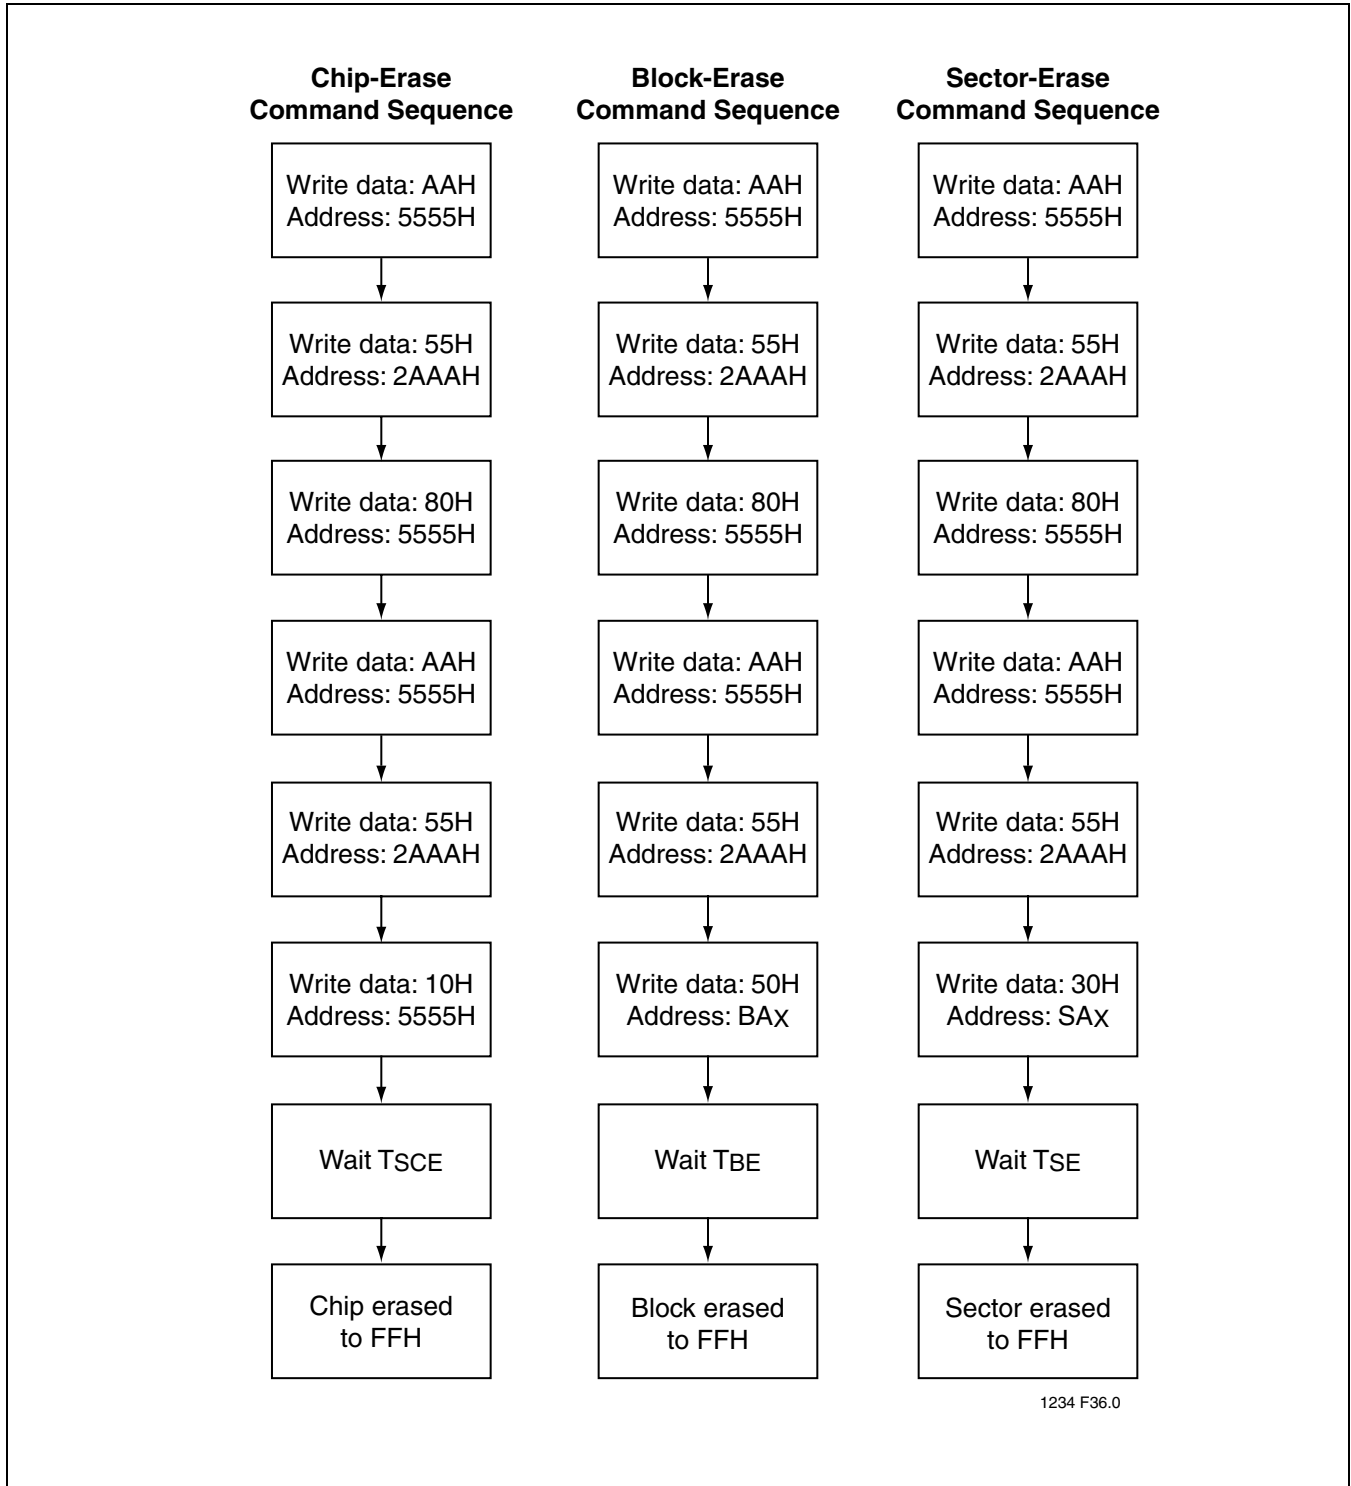 Chip-Erase
Command Sequence
Write data: AAH
Address: 5555H
Write data: 55H
Address: 2AAAH
Write data: 80H
Address: 5555H
Write data: AAH
Address: 5555H
Write data: 55H
Address: 2AAAH
Write data: 10H
Address: 5555H
Wait TSCE
Chip erased
to FFH
Block-Erase
Command Sequence
Write data: AAH
Address: 5555H
Write data: 55H
Address: 2AAAH
Write data: 80H
Address: 5555H
Write data: AAH
Address: 5555H
Write data: 55H
Address: 2AAAH
Write data: 50H
Address: BAX
Wait TBE
Block erased
to FFH
Sector-Erase
Command Sequence
Write data: AAH
Address: 5555H
Write data: 55H
Address: 2AAAH
Write data: 80H
Address: 5555H
Write data: AAH
Address: 5555H
Write data: 55H
Address: 2AAAH
Write data: 30H
Address: SAX
Wait TSE
Sector erased
to FFH
1234 F36.0